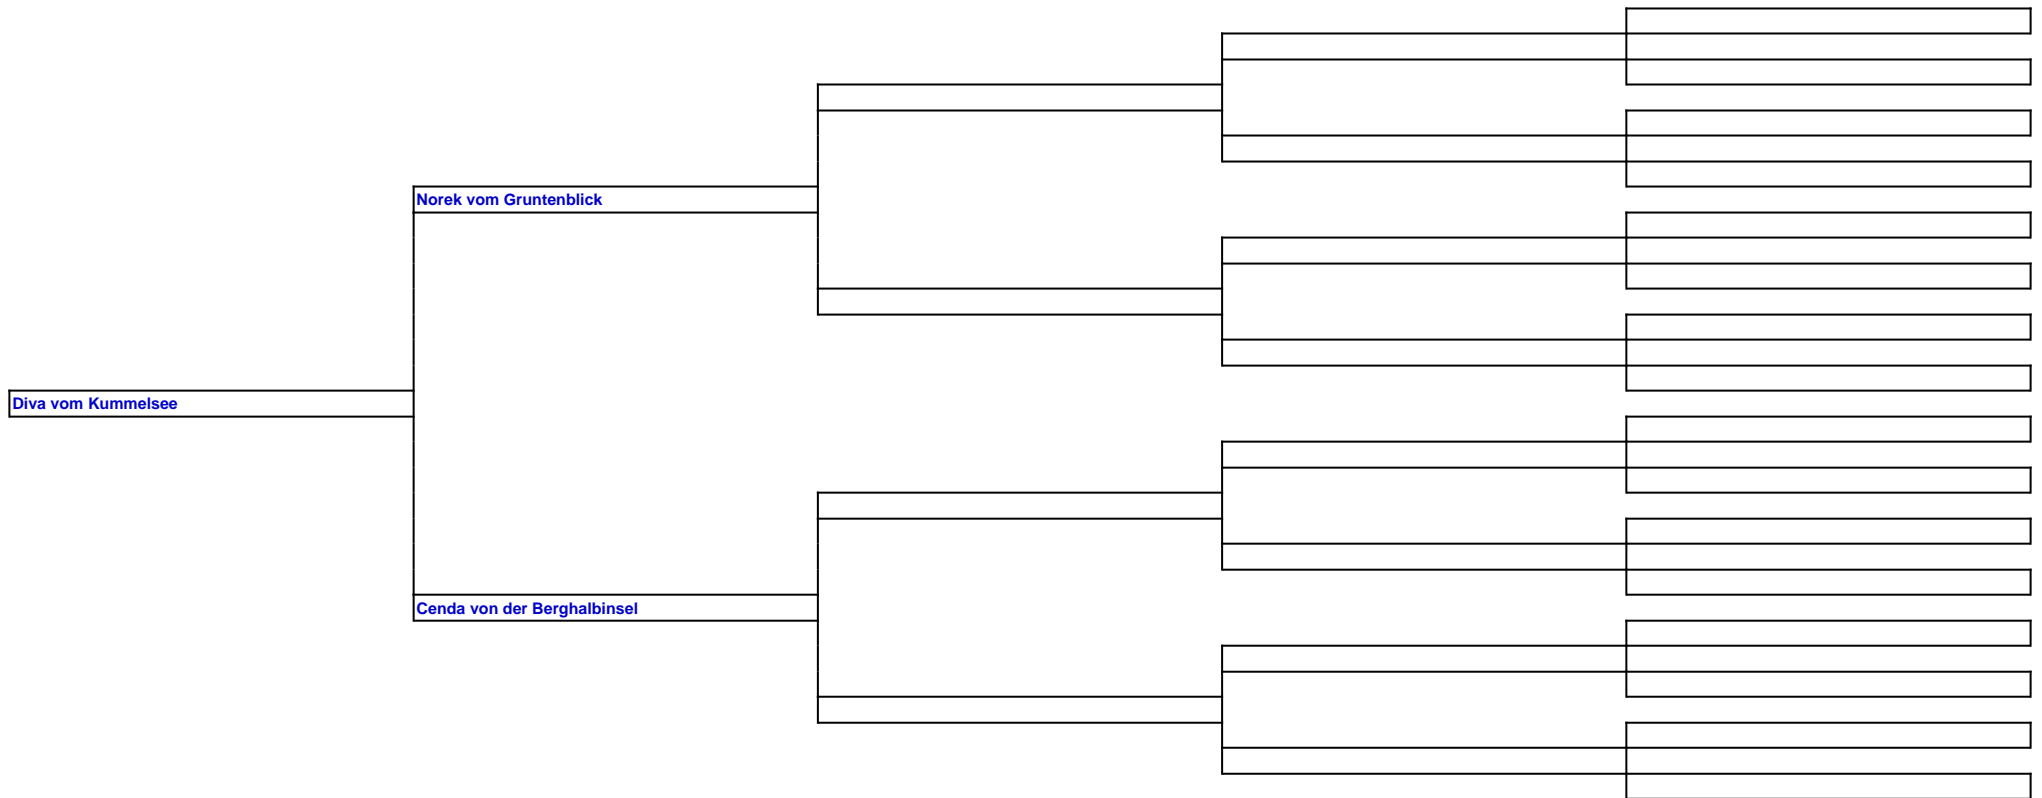 Norek vom Gruntenblick
Diva vom Kummelsee
Cenda von der Berghalbinsel